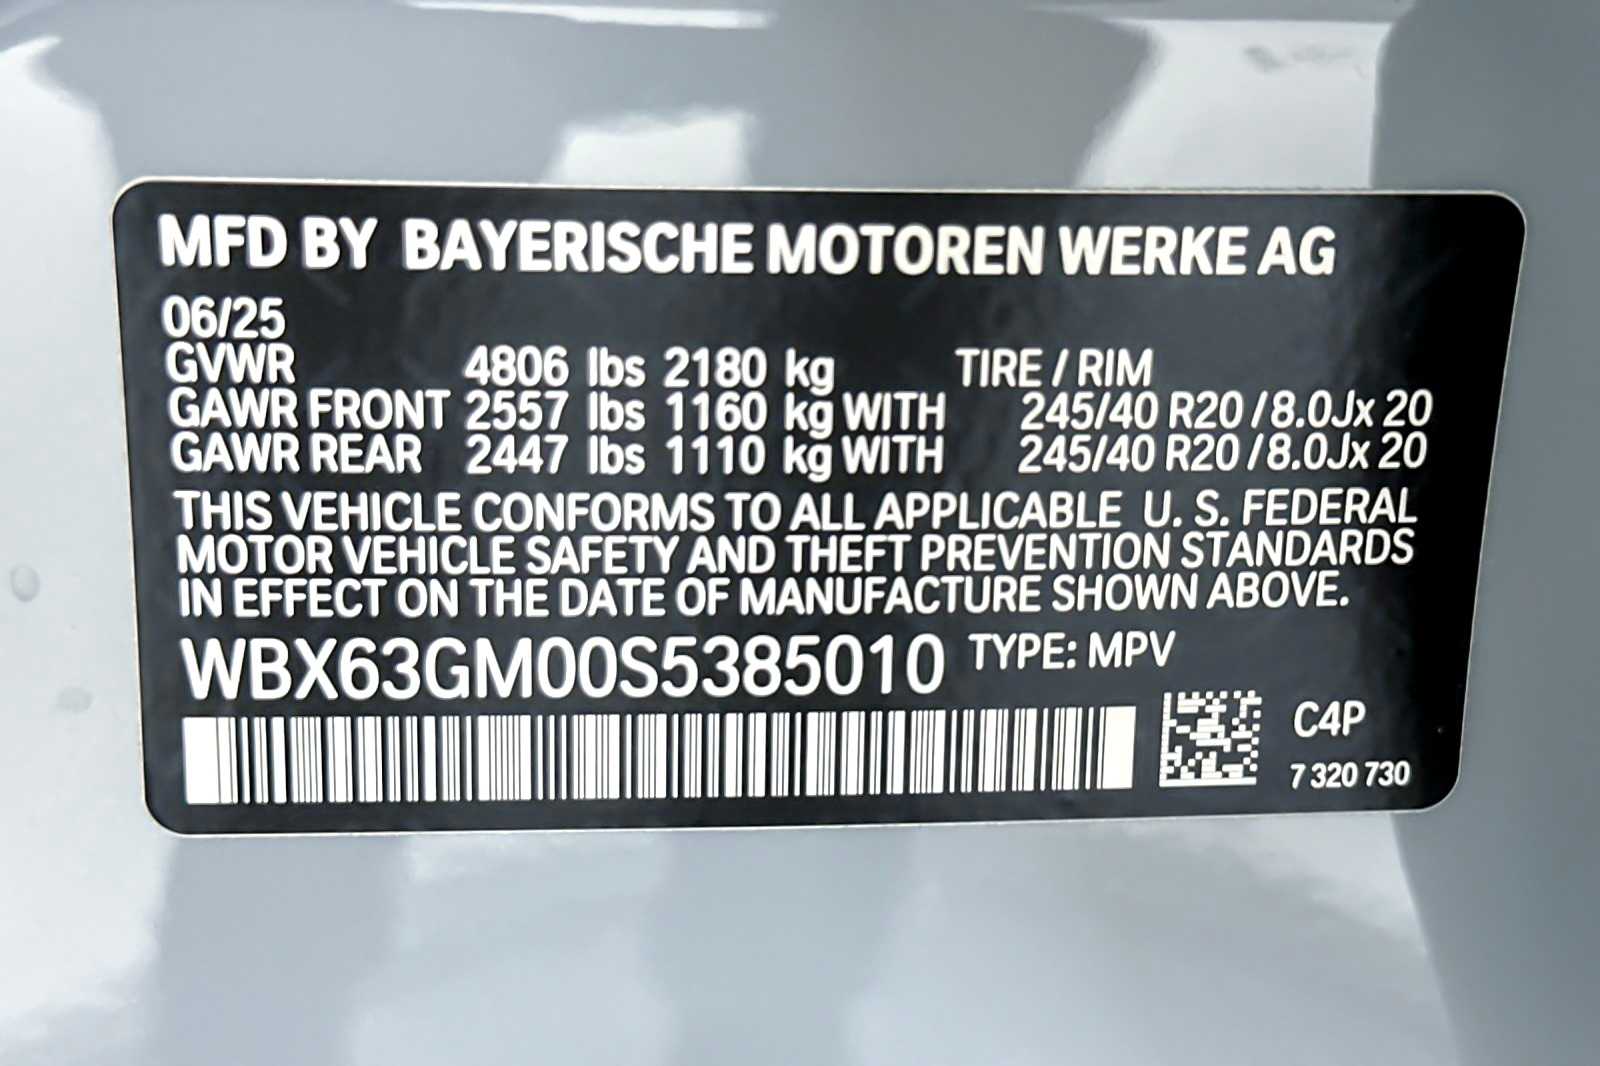 MFD BY BAYERISCHE MOTOREN WERKE AG
06/25
GVWR 4806 lbs 2180 kg TIRE / RIM
GAWR FRONT 2557 lbs 1160 kg WITH 245/40 R20 / 8.0Jx 20
GAWR REAR 2447 lbs 1110 kg WITH 245/40 R20 / 8.0Jx 20
THIS VEHICLE CONFORMS TO ALL APPLICABLE U. S. FEDERAL
MOTOR VEHICLE SAFETY AND THEFT PREVENTION STANDARDS
IN EFFECT ON THE DATE OF MANUFACTURE SHOWN ABOVE.
WBX63GM00S5385010 TYPE: MPV
C4P
7 320 730